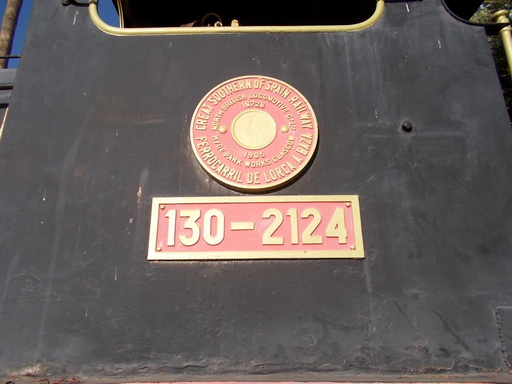 GREAT SOUTHERN OF SPAIN RAILWAY
NORTH BRITISH LOCOMOTIVE Cº Lᵀᴰ
16726
1905
HYDE PARK WORKS GLASGOW
FERROCARRIL DE LORCA A BAZA
130-2124